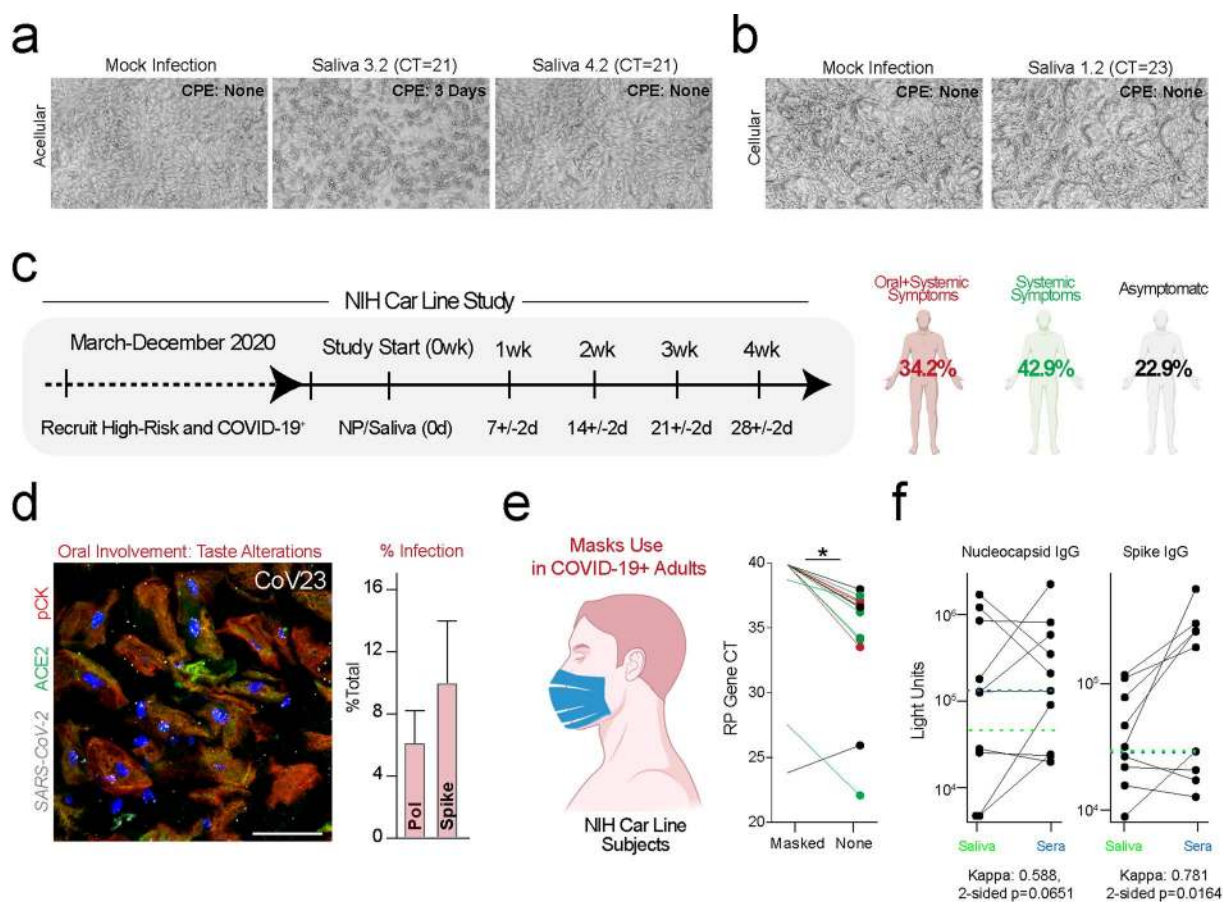 a
Mock Infection
Saliva 3.2 (CT=21)
Saliva 4.2 (CT=21)
Acellular
CPE: None
CPE: 3 Days
CPE: None
b
Mock Infection
Saliva 1.2 (CT=23)
Cellular
CPE: None
CPE: None
c
NIH Car Line Study
March-December 2020
Study Start (0wk)
1wk
2wk
3wk
4wk
Recruit High-Risk and COVID-19+
NP/Saliva (0d)
7+/-2d
14+/-2d
21+/-2d
28+/-2d
Oral+Systemic
Symptoms
34.2%
Systemic
Symptoms
42.9%
Asymptomatc
22.9%
d
Oral Involvement: Taste Alterations
CoV23
SARS-CoV-2 ACE2 pCK
% Infection
%Total
16
12
8
4
0
Pol
Spike
e
Masks Use
in COVID-19+ Adults
NIH Car Line
Subjects
*
RP Gene CT
40
35
30
25
20
Masked
None
f
Nucleocapsid IgG
Spike IgG
Light Units
10⁶
10⁵
10⁴
10⁵
10⁴
Saliva
Sera
Saliva
Sera
Kappa: 0.588,
2-sided p=0.0651
Kappa: 0.781
2-sided p=0.0164